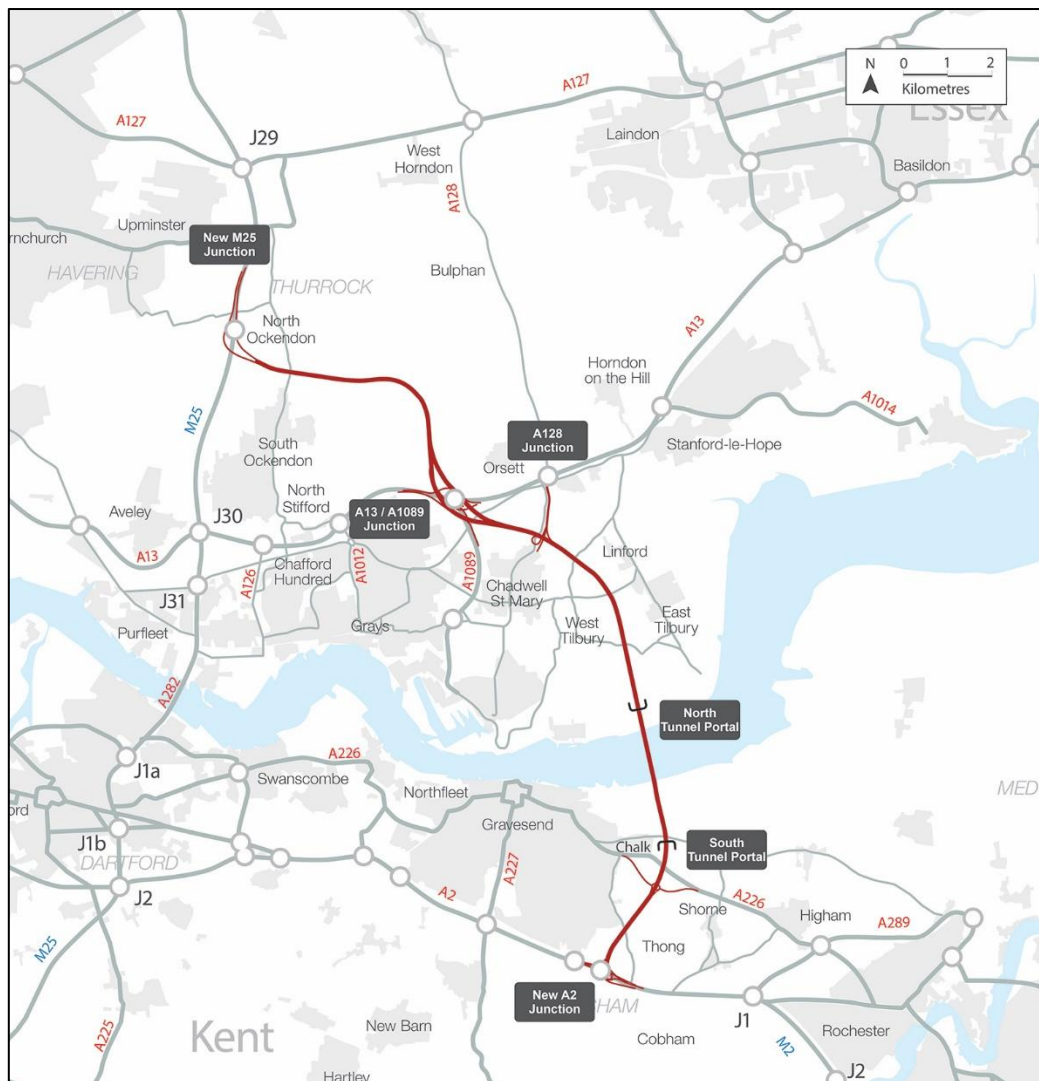 N
0 1 2
Kilometres
Essex
A127
A127
J29
West
Horndon
Laindon
Basildon
A128
Upminster
rnchurch
New M25
Junction
HAVERING
THURROCK
Bulphan
A13
North
Ockendon
Horndon
on the Hill
A1014
M25
A128
Junction
Stanford-le-Hope
South
Ockendon
Orsett
North
Stifford
A13 / A1089
Junction
Aveley
J30
A13
A126
Chafford
Hundred
A1012
A1089
Linford
Chadwell
St Mary
J31
Purfleet
Grays
West
Tilbury
East
Tilbury
A282
North
Tunnel Portal
A226
J1a
Swanscombe
Northfleet
MED
ford
Gravesend
J1b
DARTFORD
Chalk
South
Tunnel Portal
A227
A2
J2
A226
Shorne
Higham
A289
Thong
M25
New A2
Junction
HAM
J1
Cobham
Rochester
A225
Kent
New Barn
M2
Hartley
J2